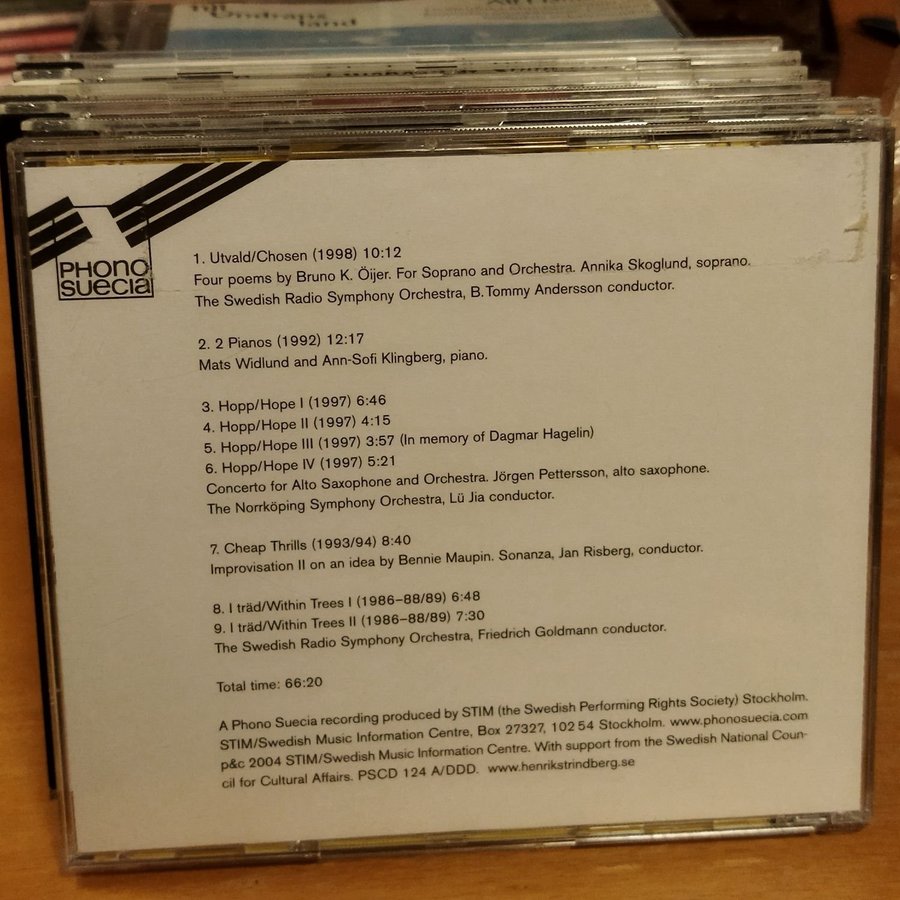 land
PHONO
suecia
1. Utvald/Chosen (1998) 10:12
Four poems by Bruno K. Öijer. For Soprano and Orchestra. Annika Skoglund, soprano.
The Swedish Radio Symphony Orchestra, B. Tommy Andersson conductor.
2. 2 Pianos (1992) 12:17
Mats Widlund and Ann-Sofi Klingberg, piano.
3. Hopp/Hope I (1997) 6:46
4. Hopp/Hope II (1997) 4:15
5. Hopp/Hope III (1997) 3:57 (In memory of Dagmar Hagelin)
6. Hopp/Hope IV (1997) 5:21
Concerto for Alto Saxophone and Orchestra. Jörgen Pettersson, alto saxophone.
The Norrköping Symphony Orchestra, Lü Jia conductor.
7. Cheap Thrills (1993/94) 8:40
Improvisation II on an idea by Bennie Maupin. Sonanza, Jan Risberg, conductor.
8. I träd/Within Trees I (1986–88/89) 6:48
9. I träd/Within Trees II (1986–88/89) 7:30
The Swedish Radio Symphony Orchestra, Friedrich Goldmann conductor.
Total time: 66:20
A Phono Suecia recording produced by STIM (the Swedish Performing Rights Society) Stockholm.
STIM/Swedish Music Information Centre, Box 27327, 102 54 Stockholm. www.phonosuecia.com
p&c 2004 STIM/Swedish Music Information Centre. With support from the Swedish National Coun-
cil for Cultural Affairs. PSCD 124 A/DDD. www.henrikstrindberg.se